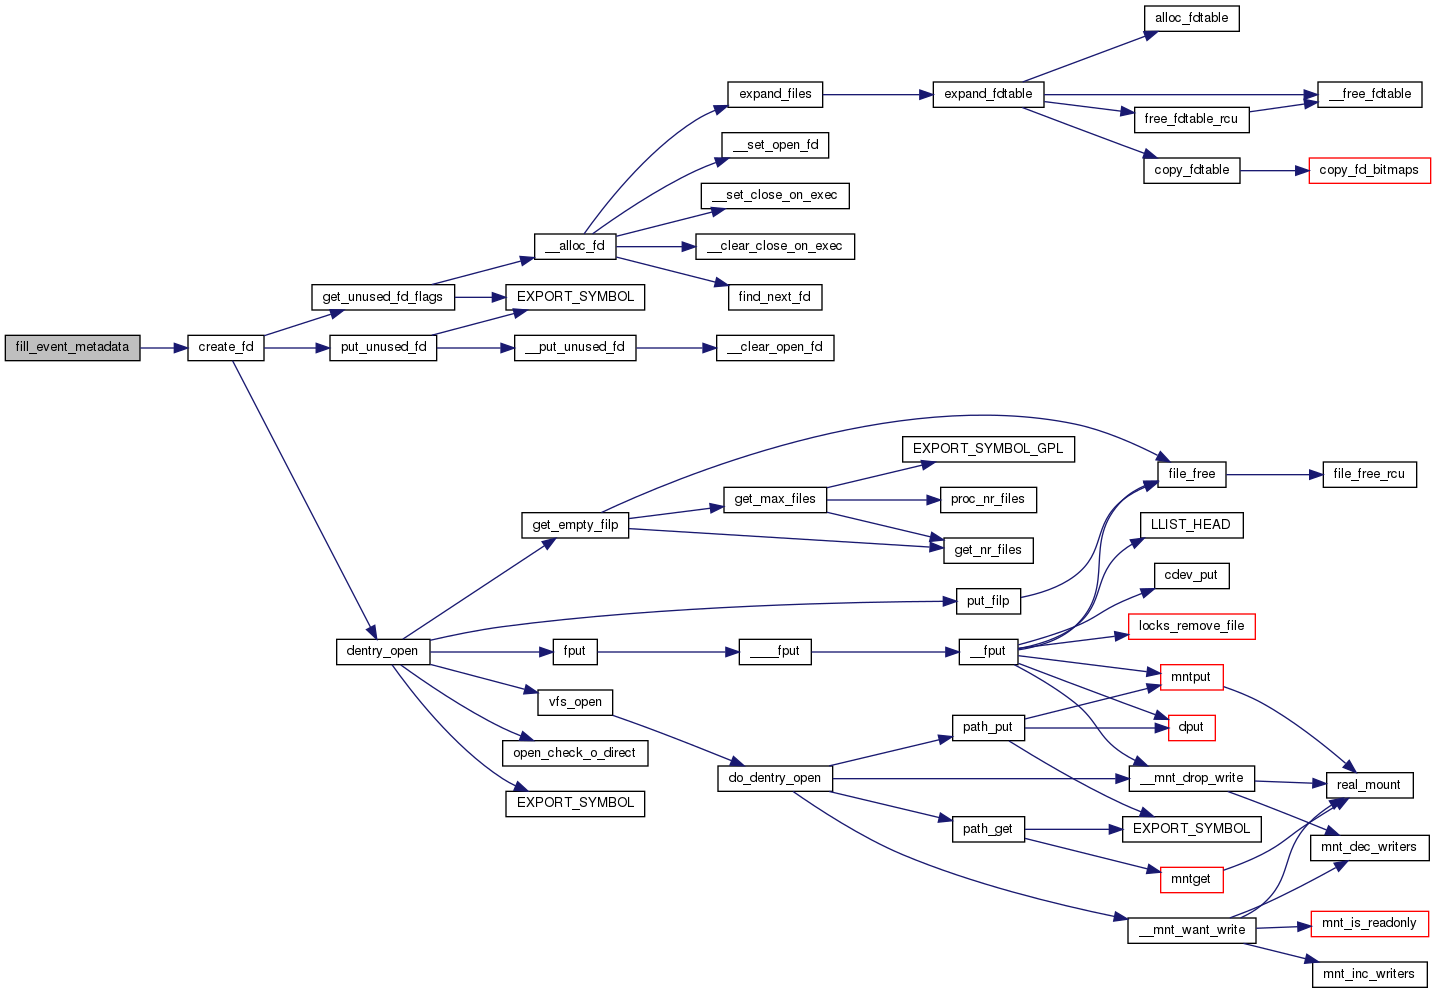 alloc_fdtable
expand_files
expand_fdtable
__free_fdtable
free_fdtable_rcu
__set_open_fd
copy_fdtable
copy_fd_bitmaps
__set_close_on_exec
__alloc_fd
__clear_close_on_exec
get_unused_fd_flags
EXPORT_SYMBOL
find_next_fd
fill_event_metadata
create_fd
put_unused_fd
__put_unused_fd
__clear_open_fd
EXPORT_SYMBOL_GPL
file_free
file_free_rcu
get_max_files
proc_nr_files
get_empty_filp
LLIST_HEAD
get_nr_files
cdev_put
put_filp
locks_remove_file
dentry_open
fput
____fput
__fput
mntput
vfs_open
path_put
dput
open_check_o_direct
do_dentry_open
__mnt_drop_write
real_mount
EXPORT_SYMBOL
path_get
EXPORT_SYMBOL
mnt_dec_writers
mntget
__mnt_want_write
mnt_is_readonly
mnt_inc_writers